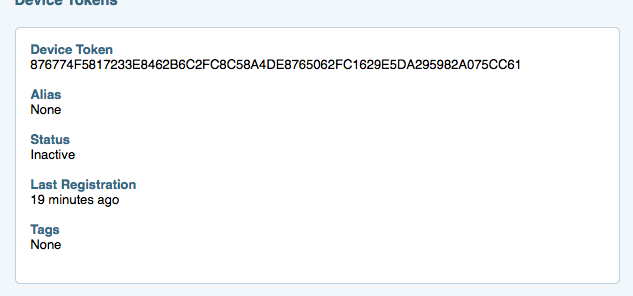 Device Tokens
Device Token
876774F5817233E8462B6C2FC8C58A4DE8765062FC1629E5DA295982A075CC61
Alias
None
Status
Inactive
Last Registration
19 minutes ago
Tags
None